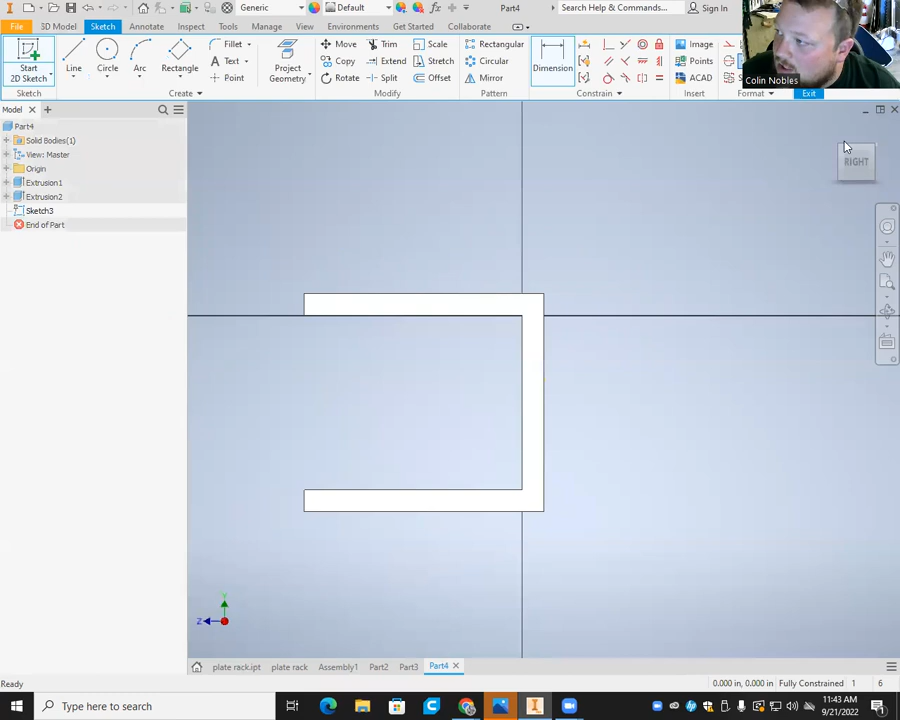 Generic
Default
fx
Part4
Search Help & Commands...
Sign In
File
3D Model
Sketch
Annotate
Inspect
Tools
Manage
View
Environments
Get Started
Collaborate
Start
2D Sketch
Line
Circle
Arc
Rectangle
Fillet
Text
Point
Project
Geometry
Move
Copy
Rotate
Trim
Extend
Split
Scale
Stretch
Offset
Rectangular
Circular
Mirror
Dimension
Image
Points
ACAD
Sketch
Create
Modify
Pattern
Constrain
Insert
Format
Exit
Colin Nobles
Model
Part4
Solid Bodies(1)
View: Master
Origin
Extrusion1
Extrusion2
Sketch3
End of Part
RIGHT
Y
Z
plate rack.ipt
plate rack
Assembly1
Part2
Part3
Part4
Ready
0.000 in, 0.000 in
Fully Constrained
1
6
Type here to search
11:43 AM
9/21/2022